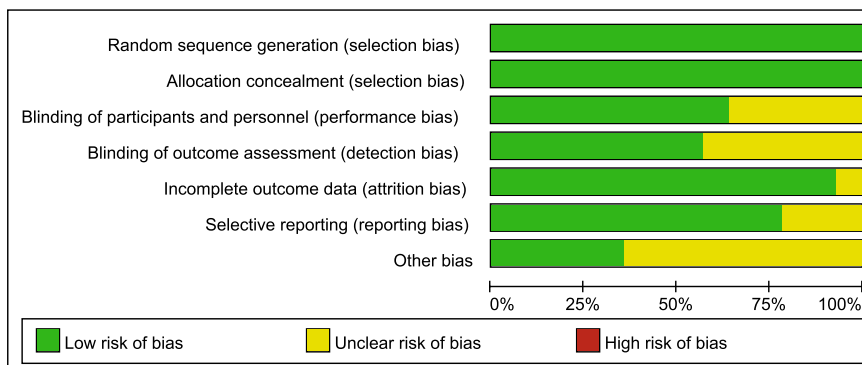 Random sequence generation (selection bias)
Allocation concealment (selection bias)
Blinding of participants and personnel (performance bias)
Blinding of outcome assessment (detection bias)
Incomplete outcome data (attrition bias)
Selective reporting (reporting bias)
Other bias
0% 25% 50% 75% 100%
Low risk of bias Unclear risk of bias High risk of bias